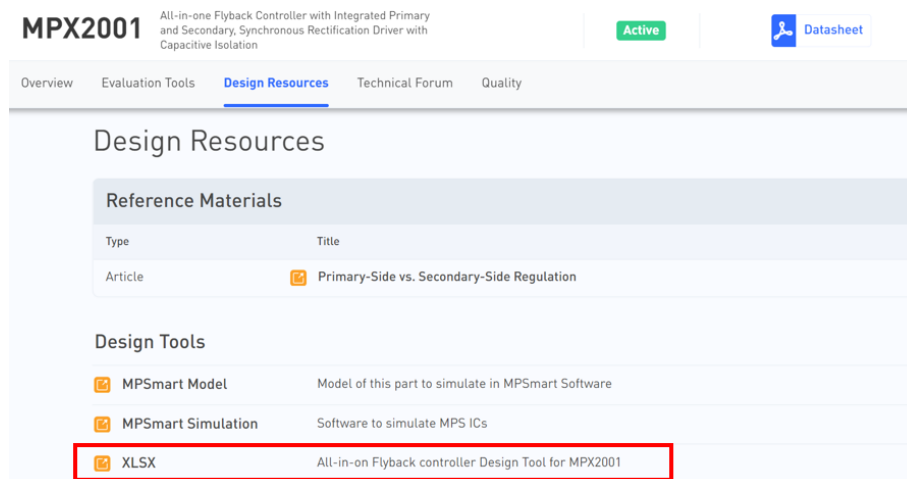 MPX2001
All-in-one Flyback Controller with Integrated Primary
and Secondary, Synchronous Rectification Driver with
Capacitive Isolation
Active
Datasheet
Overview Evaluation Tools Design Resources Technical Forum Quality
Design Resources
Reference Materials
Type Title
Article Primary-Side vs. Secondary-Side Regulation
Design Tools
MPSmart Model Model of this part to simulate in MPSmart Software
MPSmart Simulation Software to simulate MPS ICs
XLSX All-in-on Flyback controller Design Tool for MPX2001